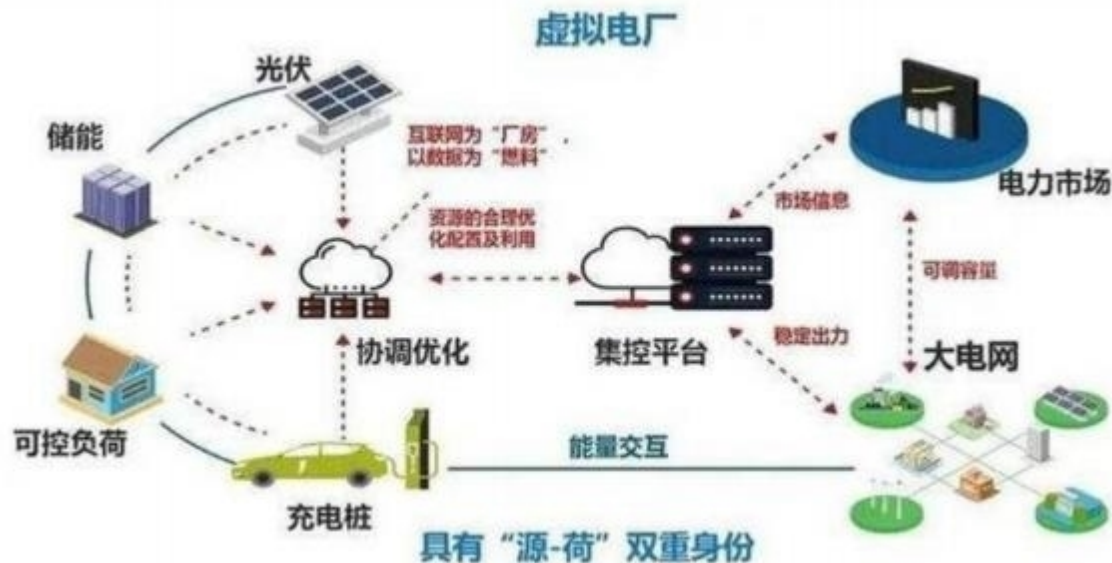 虚拟电厂
光伏
储能
互联网为“厂房”，
以数据为“燃料”
电力市场
市场信息
资源的合理优
化配置及利用
可调容量
稳定出力
协调优化
集控平台
大电网
可控负荷
能量交互
充电桩
具有“源-荷”双重身份